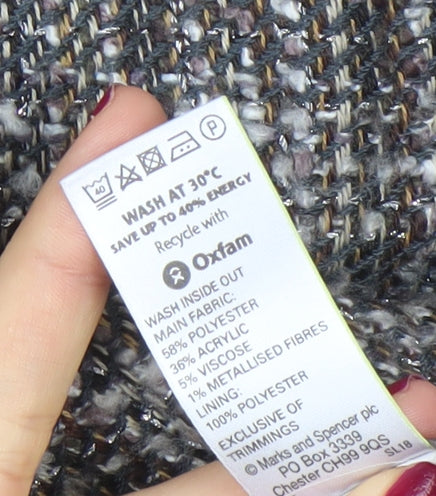 40 P
WASH AT 30°C
SAVE UP TO 40% ENERGY
Recycle with
Oxfam
WASH INSIDE OUT
MAIN FABRIC:
58% POLYESTER
36% ACRYLIC
5% VISCOSE
1% METALLISED FIBRES
LINING:
100% POLYESTER
EXCLUSIVE OF
TRIMMINGS
© Marks and Spencer plc
PO Box 3339
Chester CH99 9QS
SL18